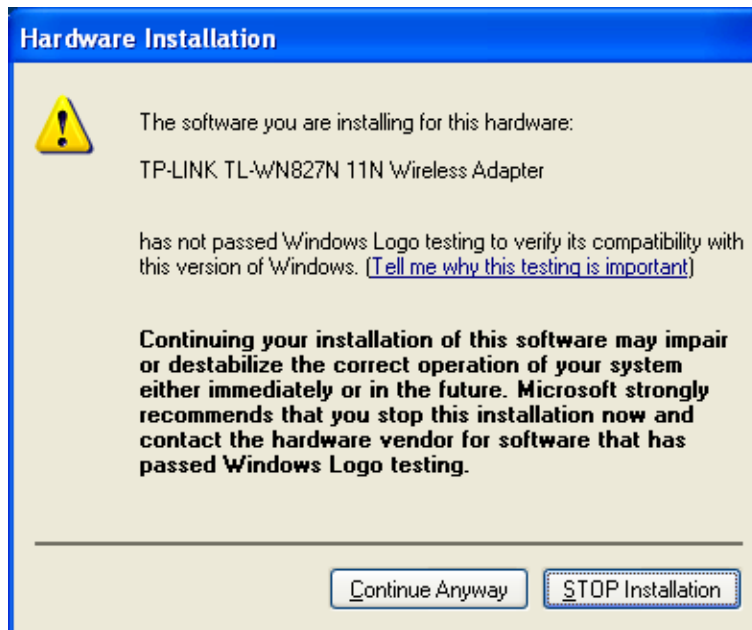 Hardware Installation
The software you are installing for this hardware:
TP-LINK TL-WN827N 11N Wireless Adapter
has not passed Windows Logo testing to verify its compatibility with
this version of Windows. (Tell me why this testing is important)
Continuing your installation of this software may impair
or destabilize the correct operation of your system
either immediately or in the future. Microsoft strongly
recommends that you stop this installation now and
contact the hardware vendor for software that has
passed Windows Logo testing.
Continue Anyway STOP Installation